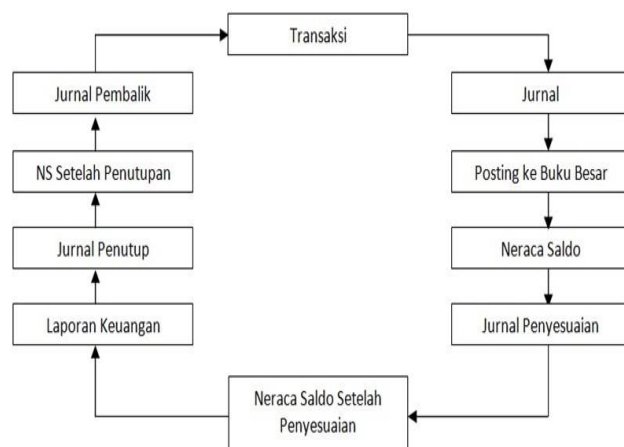 Transaksi
Jurnal
Posting ke Buku Besar
Neraca Saldo
Jurnal Penyesuaian
Neraca Saldo Setelah
Penyesuaian
Laporan Keuangan
Jurnal Penutup
NS Setelah Penutupan
Jurnal Pembalik